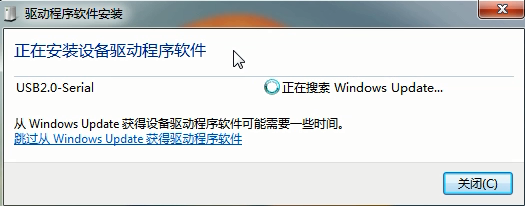 驱动程序软件安装
正在安装设备驱动程序软件
USB2.0-Serial
正在搜索 Windows Update...
从 Windows Update 获得设备驱动程序软件可能需要一些时间。
跳过从 Windows Update 获得驱动程序软件
关闭(C)